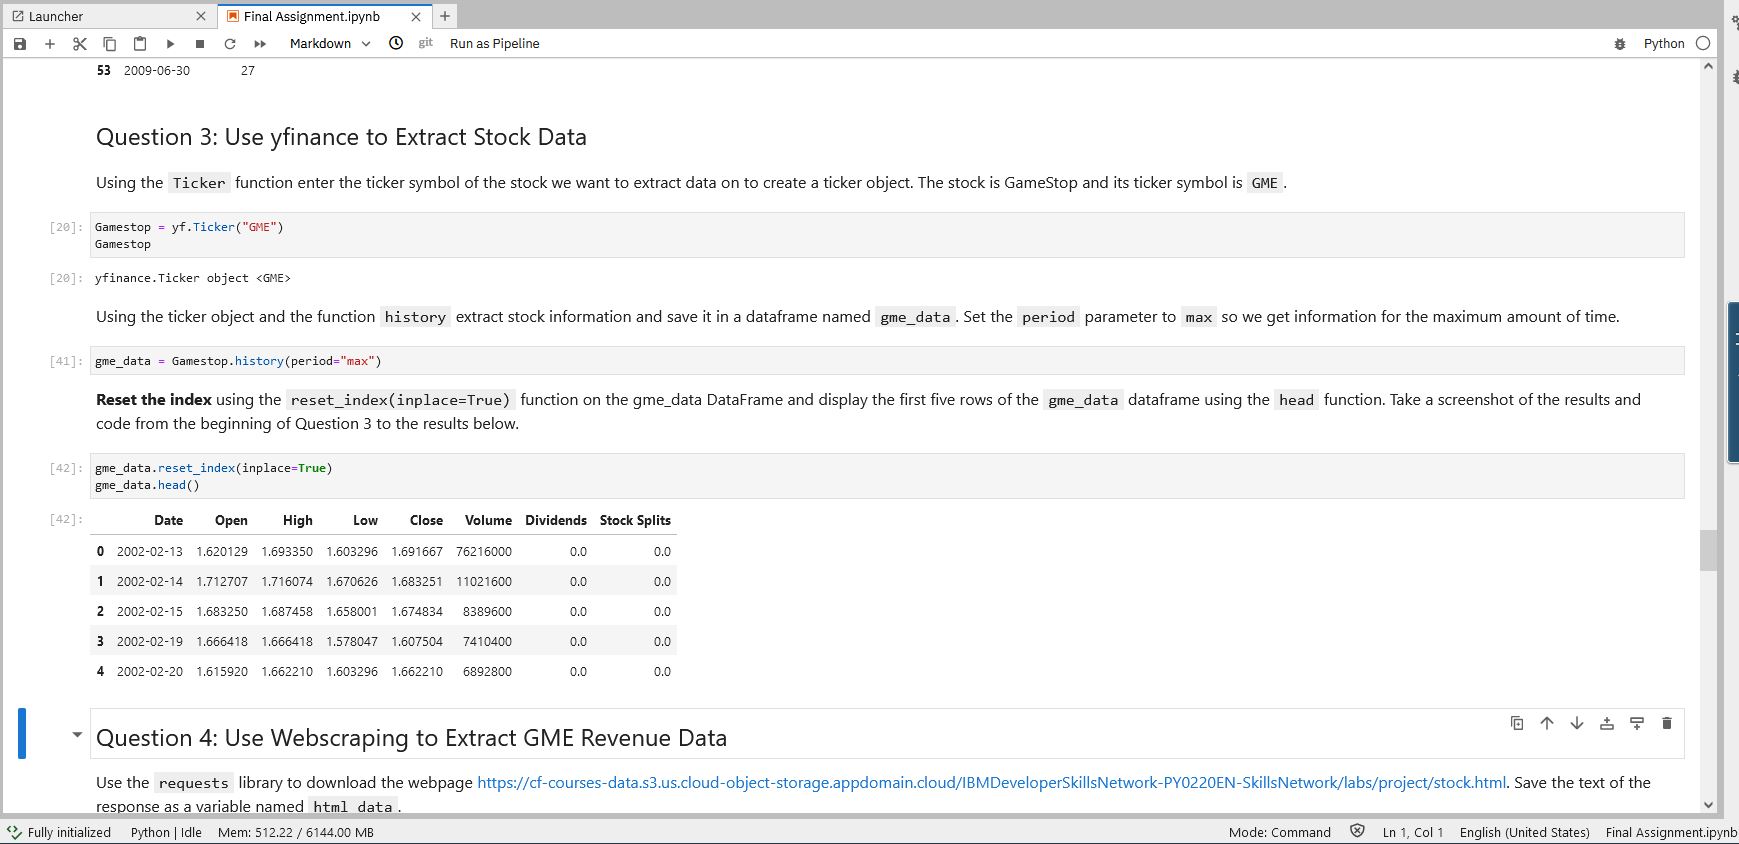 Launcher
Final Assignment.ipynb
Markdown git Run as Pipeline Python
53 2009-06-30 27
Question 3: Use yfinance to Extract Stock Data
Using the Ticker function enter the ticker symbol of the stock we want to extract data on to create a ticker object. The stock is GameStop and its ticker symbol is GME.
[20]: Gamestop = yf.Ticker("GME")
Gamestop
[20]: yfinance.Ticker object <GME>
Using the ticker object and the function history extract stock information and save it in a dataframe named gme_data. Set the period parameter to max so we get information for the maximum amount of time.
[41]: gme_data = Gamestop.history(period="max")
Reset the index using the reset_index(inplace=True) function on the gme_data DataFrame and display the first five rows of the gme_data dataframe using the head function. Take a screenshot of the results and
code from the beginning of Question 3 to the results below.
[42]: gme_data.reset_index(inplace=True)
gme_data.head()
[42]: Date Open High Low Close Volume Dividends Stock Splits
0 2002-02-13 1.620129 1.693350 1.603296 1.691667 76216000 0.0 0.0
1 2002-02-14 1.712707 1.716074 1.670626 1.683251 11021600 0.0 0.0
2 2002-02-15 1.683250 1.687458 1.658001 1.674834 8389600 0.0 0.0
3 2002-02-19 1.666418 1.666418 1.578047 1.607504 7410400 0.0 0.0
4 2002-02-20 1.615920 1.662210 1.603296 1.662210 6892800 0.0 0.0
Question 4: Use Webscraping to Extract GME Revenue Data
Use the requests library to download the webpage https://cf-courses-data.s3.us.cloud-object-storage.appdomain.cloud/IBMDeveloperSkillsNetwork-PY0220EN-SkillsNetwork/labs/project/stock.html. Save the text of the
response as a variable named html_data.
Fully initialized Python | Idle Mem: 512.22 / 6144.00 MB Mode: Command Ln 1, Col 1 English (United States) Final Assignment.ipynb